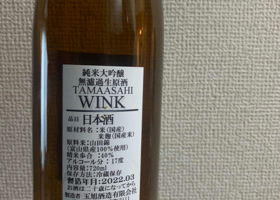 純米大吟醸
無濾過生原酒
TAMAASAHI
WINK
品目 日本酒
原材料名:米(国産)
米麹(国産米)
原料米:山田錦
(富山県産100%使用)
精米歩合:40%
アルコール分:17度
内容量:720ml
保存方法:冷蔵保存
製造年月:2022.03
お酒は二十歳になってから
製造者 玉旭酒造有限会社